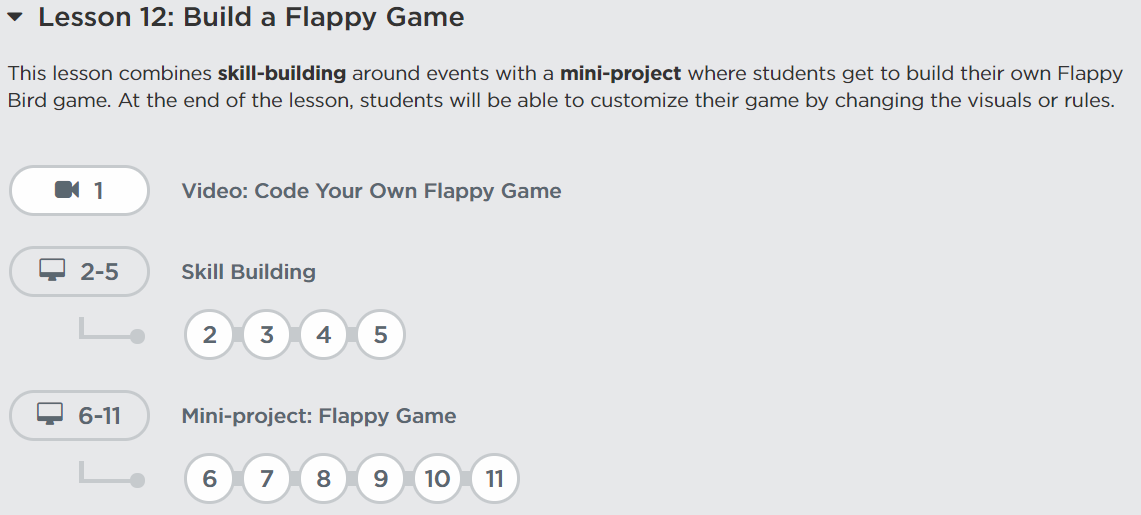 Lesson 12: Build a Flappy Game
This lesson combines skill-building around events with a mini-project where students get to build their own Flappy
Bird game. At the end of the lesson, students will be able to customize their game by changing the visuals or rules.
1 Video: Code Your Own Flappy Game
2-5 Skill Building
2 3 4 5
6-11 Mini-project: Flappy Game
6 7 8 9 10 11